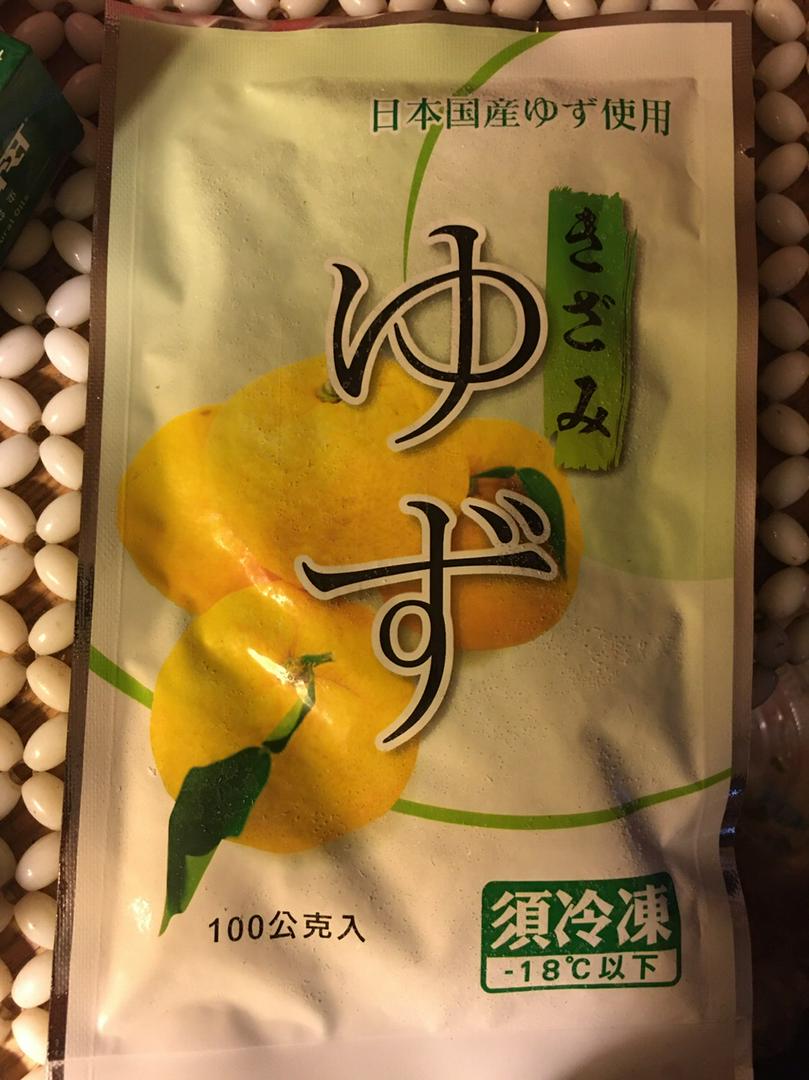 日本国産ゆず使用
きざみ
ゆず
100公克入
須冷凍
-18℃以下